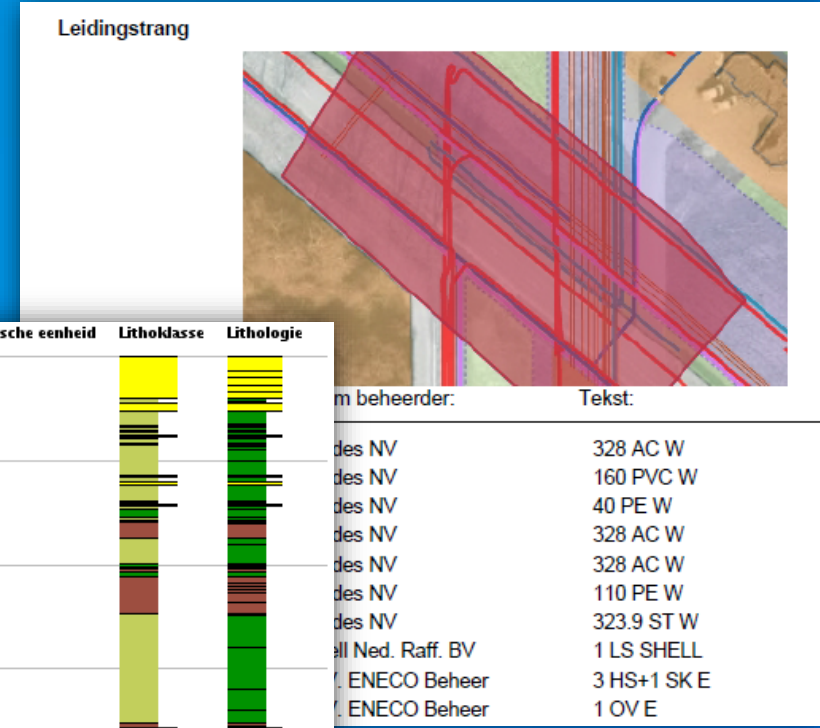 Leidingstrang
sche eenheid Lithoklasse Lithologie
m beheerder: Tekst:
des NV 328 AC W
des NV 160 PVC W
des NV 40 PE W
des NV 328 AC W
des NV 328 AC W
des NV 110 PE W
des NV 323.9 ST W
ell Ned. Raff. BV 1 LS SHELL
. ENECO Beheer 3 HS+1 SK E
. ENECO Beheer 1 OV E